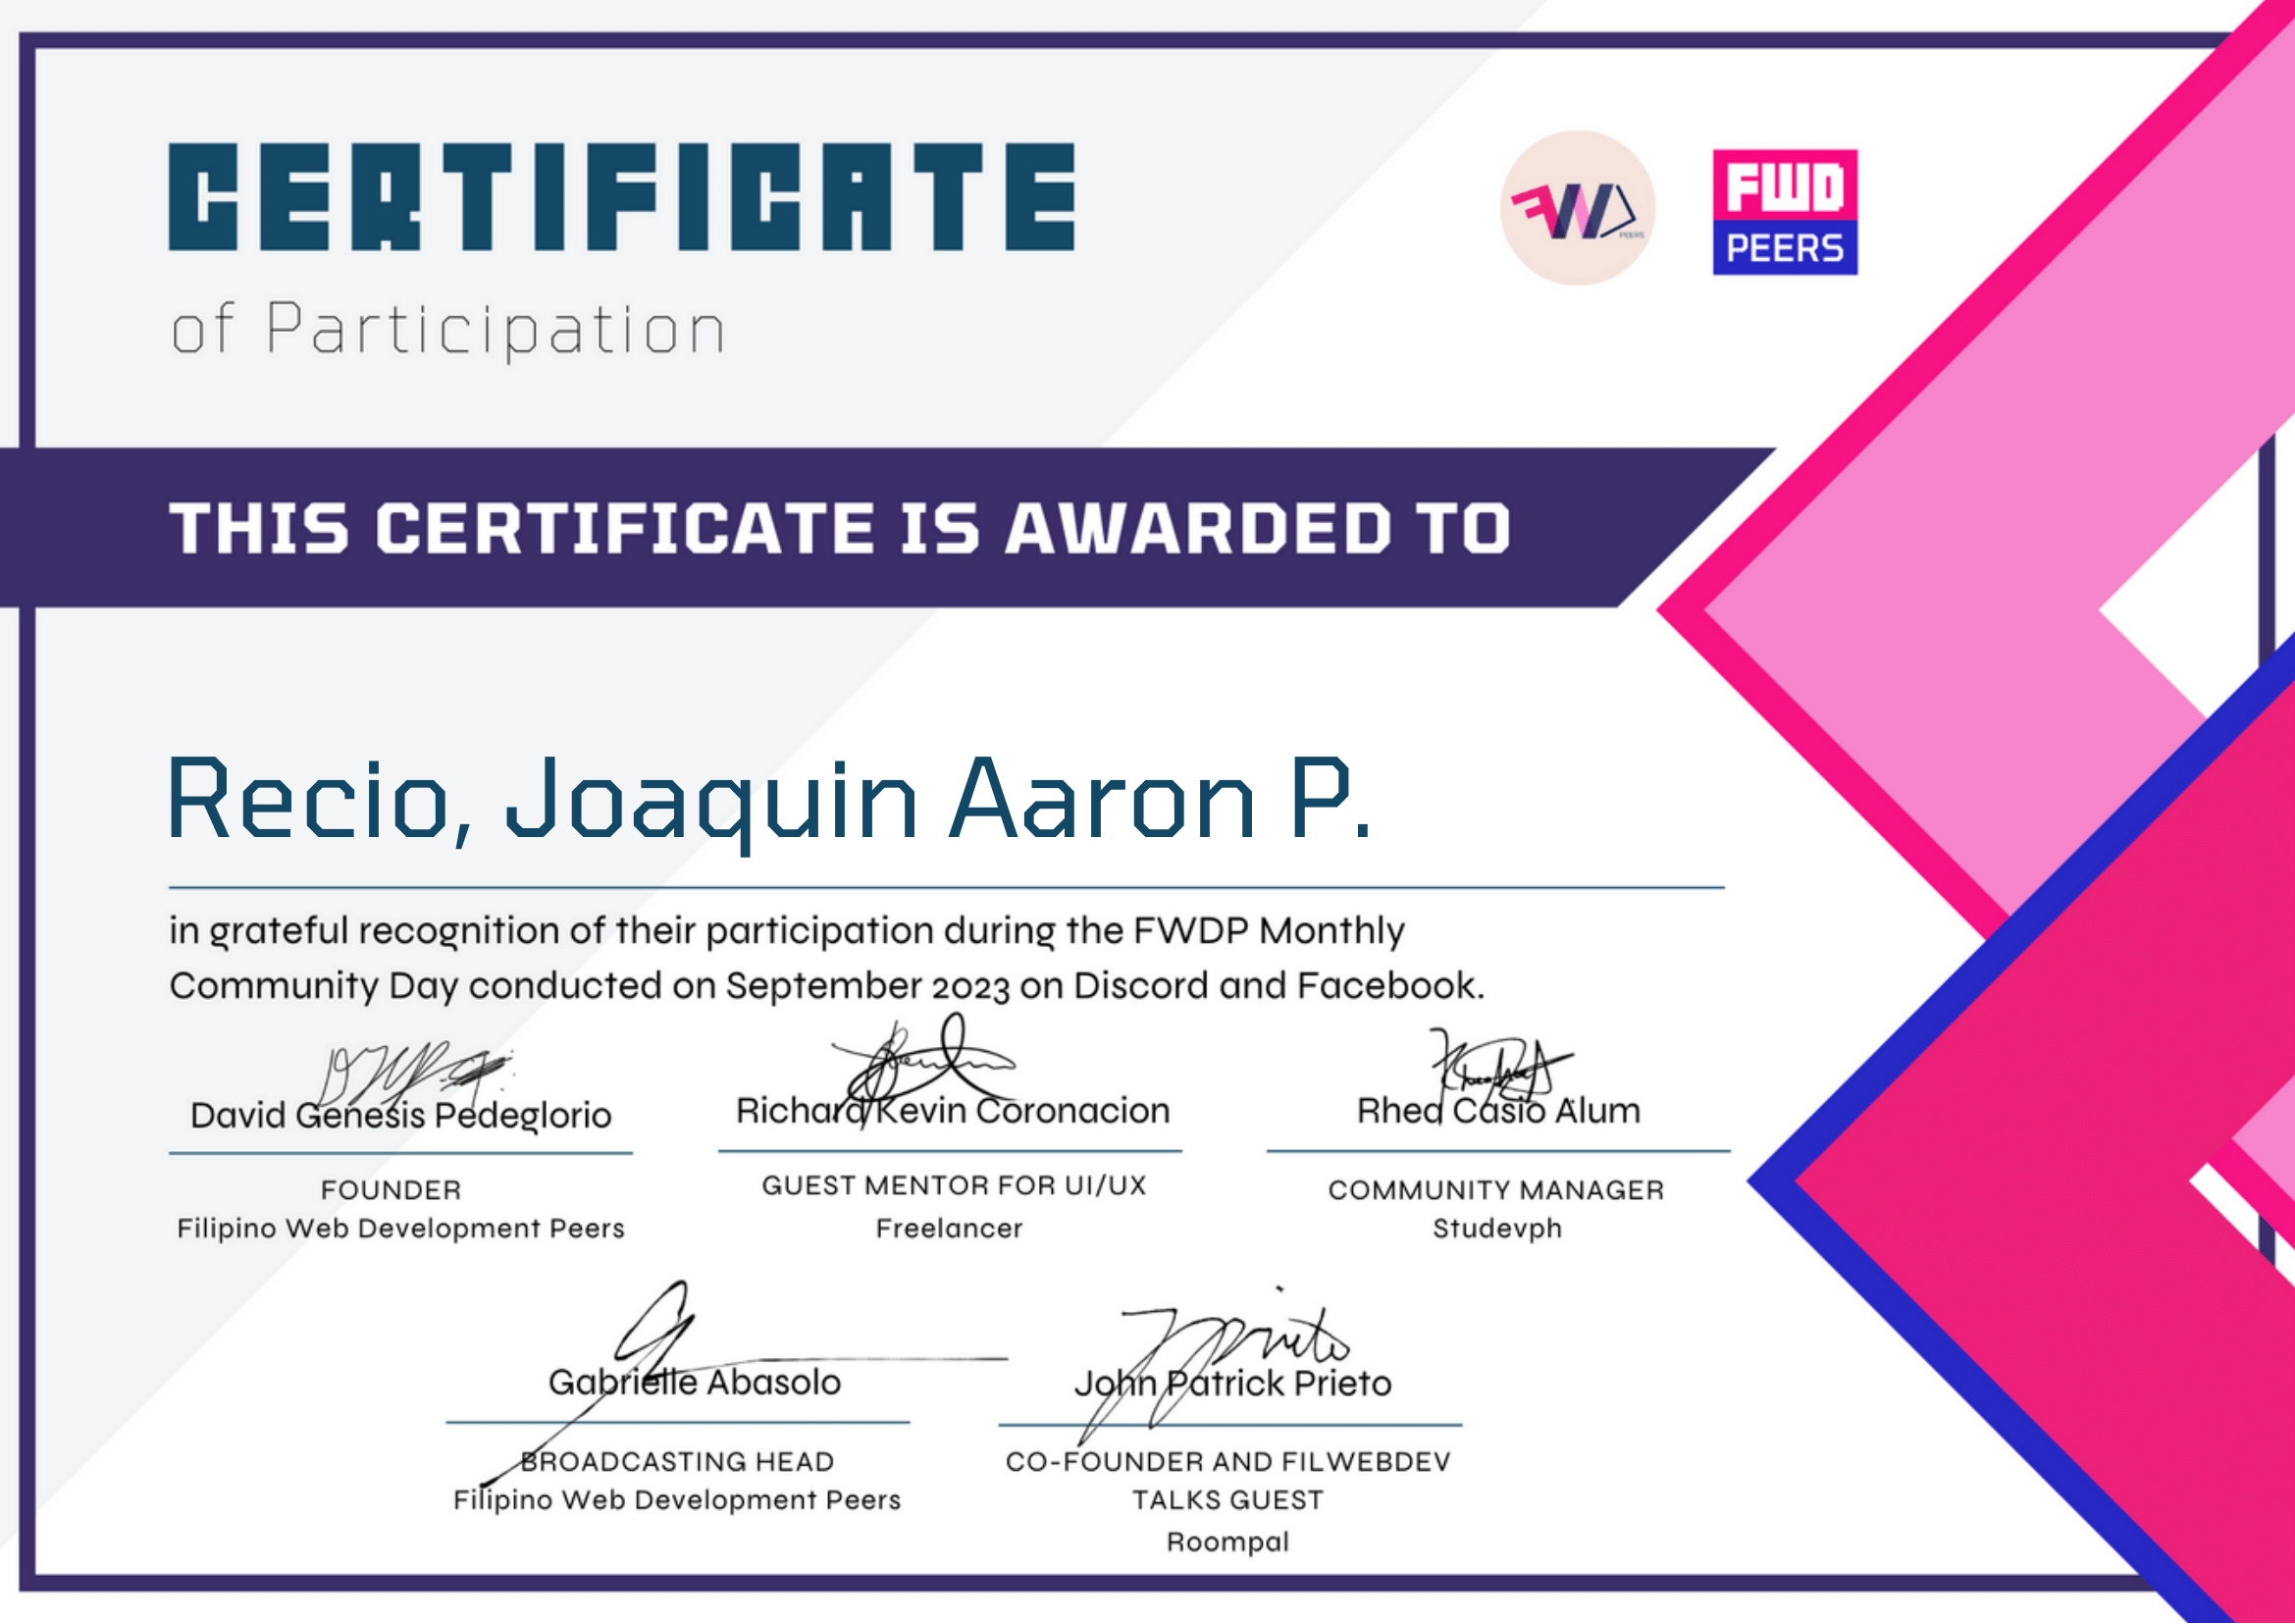 CERTIFICATE
of Participation
FWD
PEERS
FWD
PEERS
THIS CERTIFICATE IS AWARDED TO
Recio, Joaquin Aaron P.
in grateful recognition of their participation during the FWDP Monthly
Community Day conducted on September 2023 on Discord and Facebook.
David Genesis Pedeglorio
FOUNDER
Filipino Web Development Peers
Richard Kevin Coronacion
GUEST MENTOR FOR UI/UX
Freelancer
Rhed Casio Alum
COMMUNITY MANAGER
Studevph
Gabrielle Abasolo
BROADCASTING HEAD
Filipino Web Development Peers
John Patrick Prieto
CO-FOUNDER AND FILWEBDEV
TALKS GUEST
Roompal